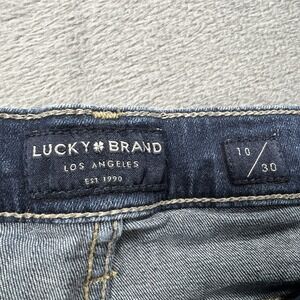 LUCKY BRAND
LOS ANGELES
EST 1990
10
30